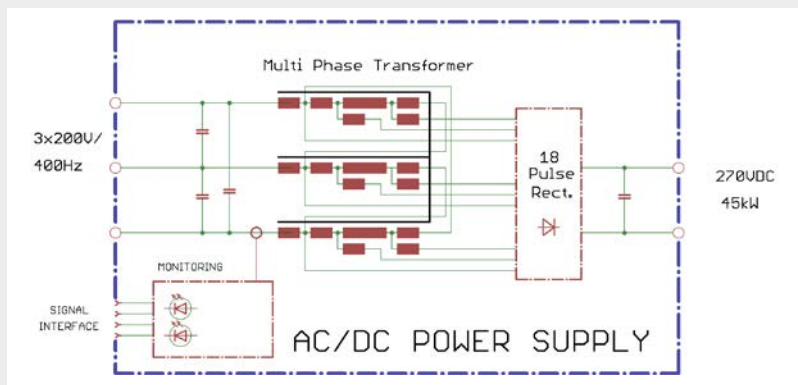 Multi Phase Transformer
3x200V/
400Hz
18
Pulse
Rect.
270VDC
45kW
MONITORING
SIGNAL
INTERFACE
AC/DC POWER SUPPLY